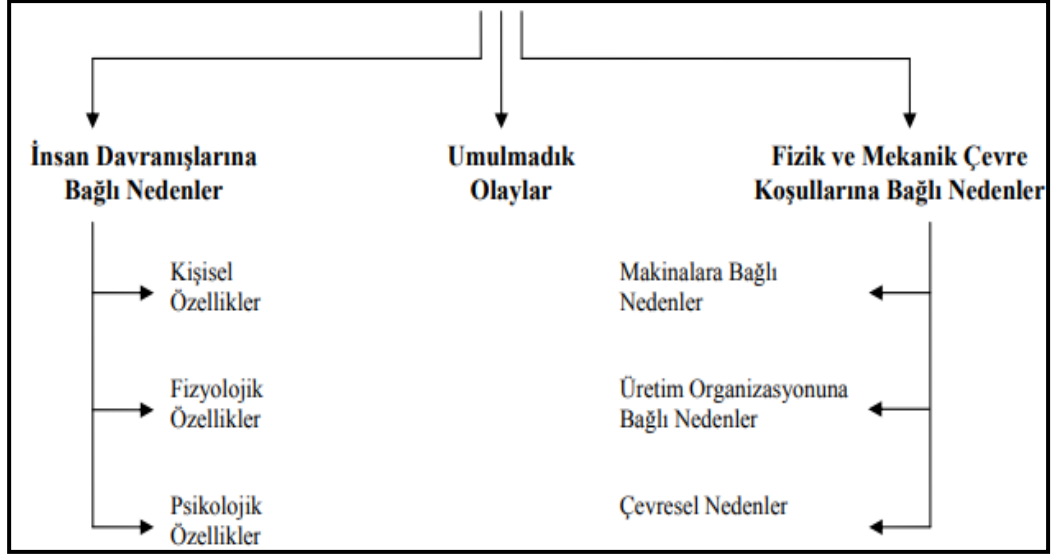 İnsan Davranışlarına
Bağlı Nedenler
Umulmadık
Olaylar
Fizik ve Mekanik Çevre
Koşullarına Bağlı Nedenler
Kişisel
Özellikler
Fizyolojik
Özellikler
Psikolojik
Özellikler
Makinalara Bağlı
Nedenler
Üretim Organizasyonuna
Bağlı Nedenler
Çevresel Nedenler